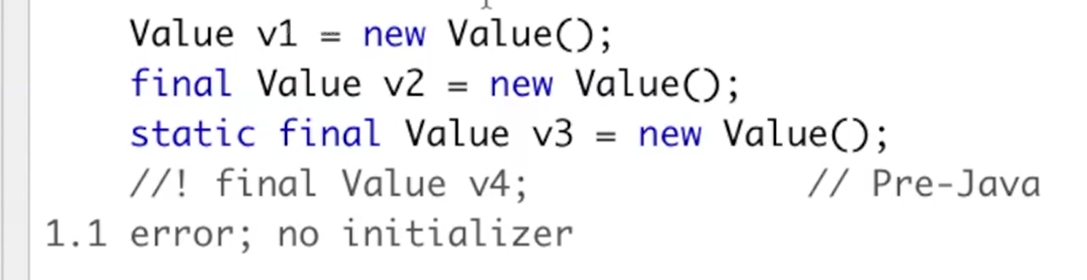 Value v1 = new Value();
final Value v2 = new Value();
static final Value v3 = new Value();
//! final Value v4; // Pre-Java
1.1 error; no initializer